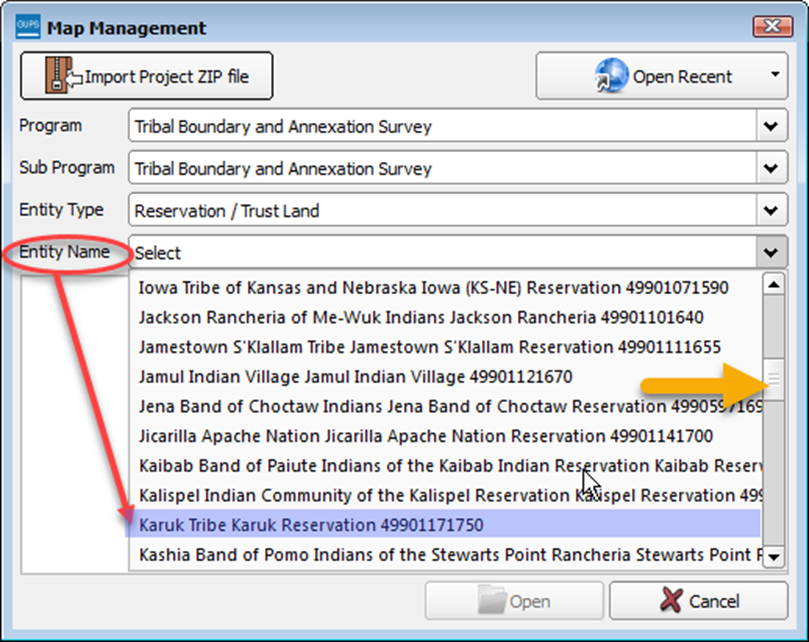 GUPS Map Management
Import Project ZIP file
Open Recent
Program
Tribal Boundary and Annexation Survey
Sub Program
Tribal Boundary and Annexation Survey
Entity Type
Reservation / Trust Land
Entity Name
Select
Iowa Tribe of Kansas and Nebraska Iowa (KS-NE) Reservation 49901071590
Jackson Rancheria of Me-Wuk Indians Jackson Rancheria 49901101640
Jamestown S'Klallam Tribe Jamestown S'Klallam Reservation 49901111655
Jamul Indian Village Jamul Indian Village 49901121670
Jena Band of Choctaw Indians Jena Band of Choctaw Reservation 4990597169
Jicarilla Apache Nation Jicarilla Apache Nation Reservation 49901141700
Kaibab Band of Paiute Indians of the Kaibab Indian Reservation Kaibab Reserv
Kalispel Indian Community of the Kalispel Reservation Kalispel Reservation 499
Karuk Tribe Karuk Reservation 49901171750
Kashia Band of Pomo Indians of the Stewarts Point Rancheria Stewarts Point F
Open
Cancel